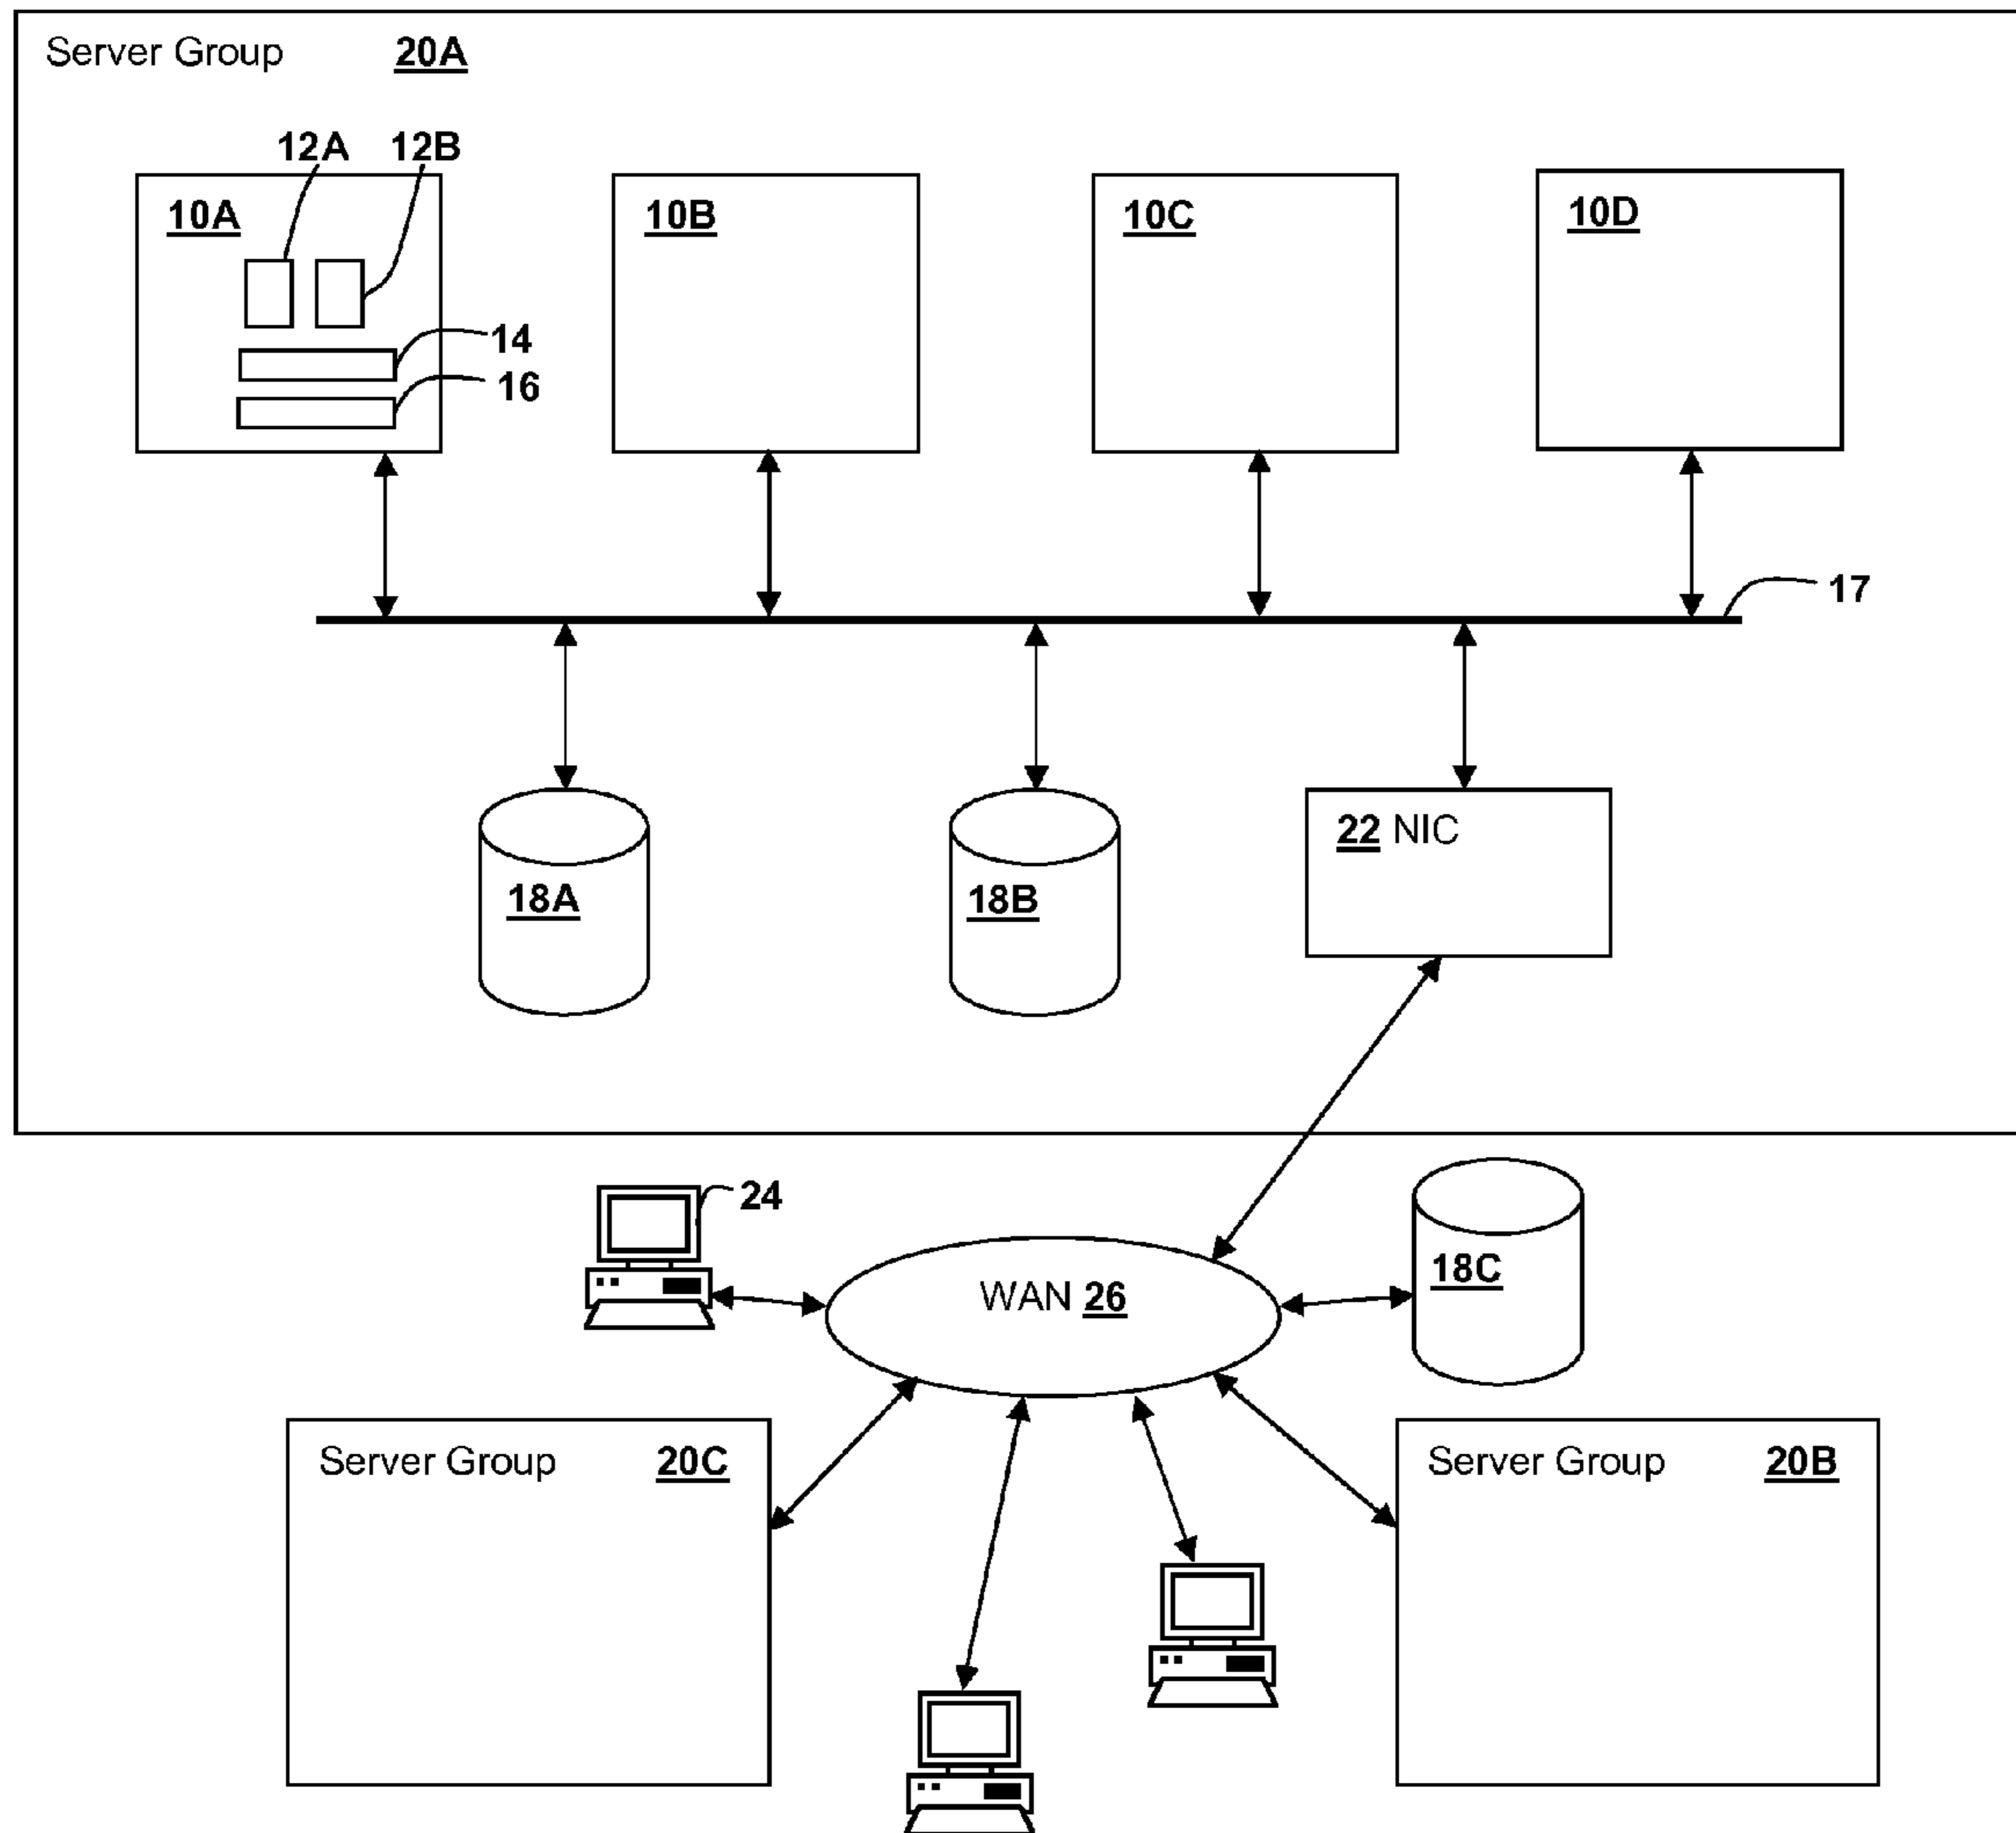 Server Group 20A
12A 12B
10A 10B 10C 10D
14
16
17
22 NIC
18A 18B
24
18C
WAN 26
Server Group 20C
Server Group 20B